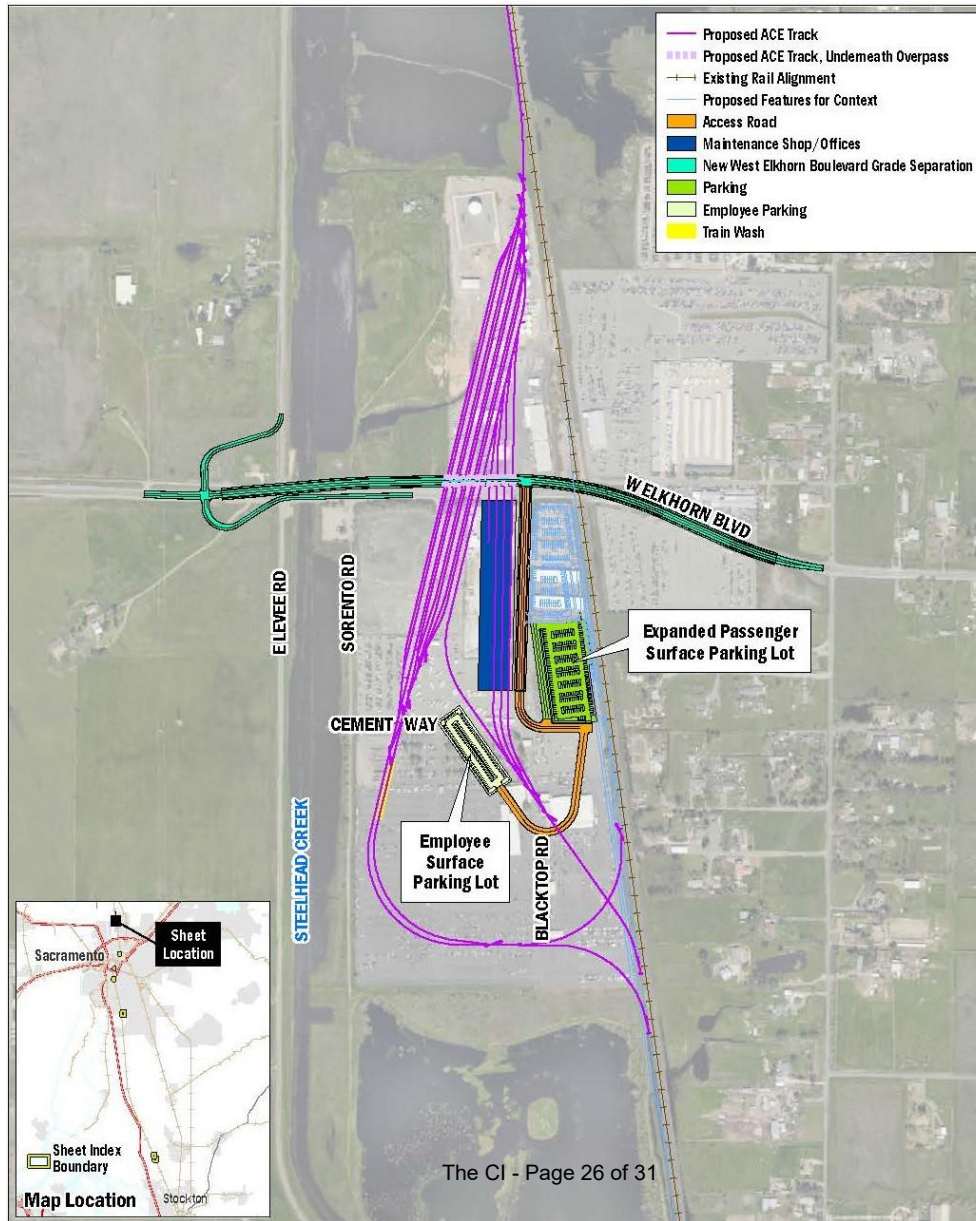 Proposed ACE Track
Proposed ACE Track, Underneath Overpass
Existing Rail Alignment
Proposed Features for Context
Access Road
Maintenance Shop/Offices
New West Elkhorn Boulevard Grade Separation
Parking
Employee Parking
Train Wash
W ELKHORN BLVD
E LEVEE RD
SORENTO RD
Expanded Passenger
Surface Parking Lot
CEMENT WAY
Employee
Surface
Parking Lot
BLACKTOP RD
STEELHEAD CREEK
Sheet
Location
Sacramento
Sheet Index
Boundary
Map Location
Stockton
The CI - Page 26 of 31